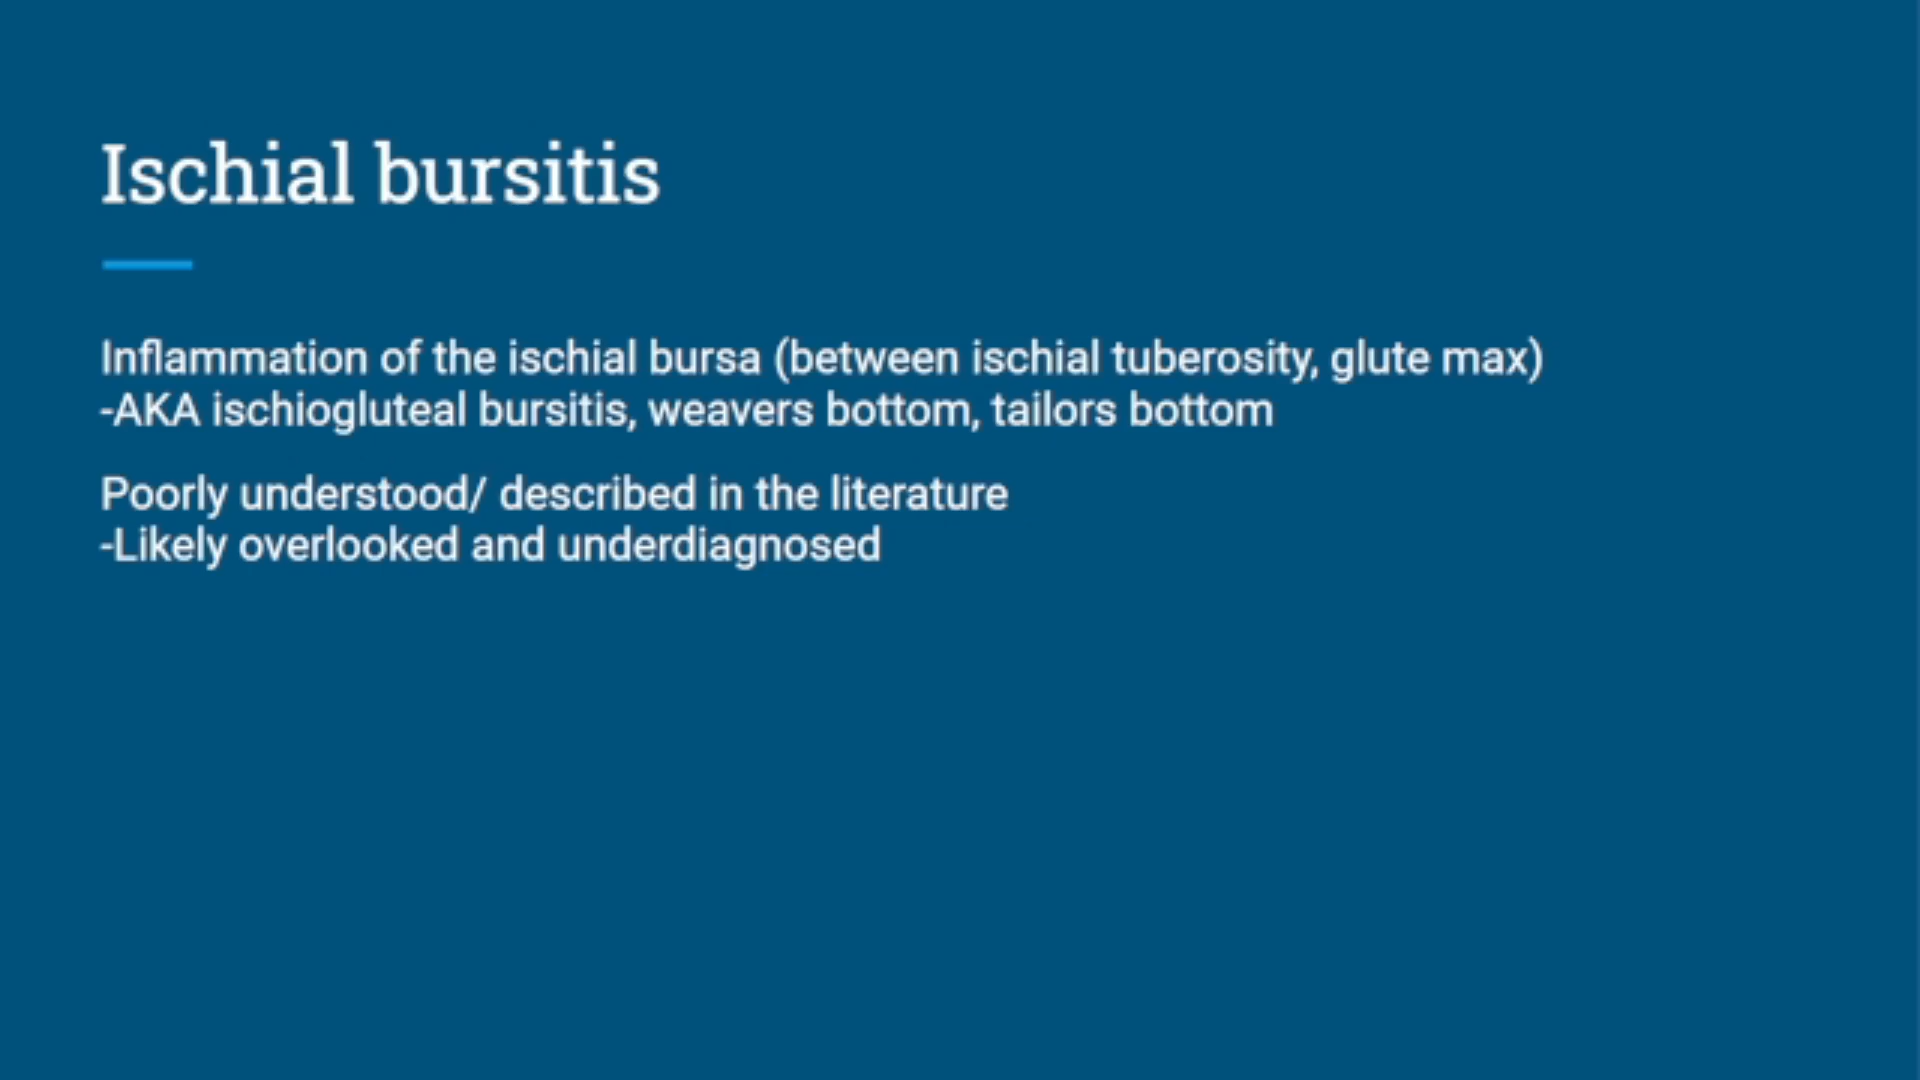 Ischial bursitis
Inflammation of the ischial bursa (between ischial tuberosity, glute max)
-AKA ischiogluteal bursitis, weavers bottom, tailors bottom
Poorly understood/ described in the literature
-Likely overlooked and underdiagnosed